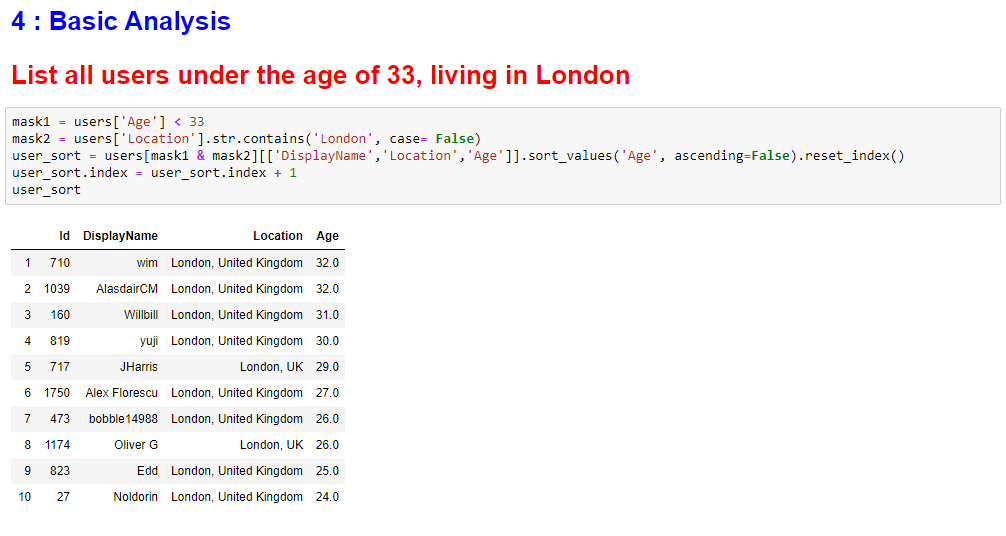 4 : Basic Analysis
List all users under the age of 33, living in London
mask1 = users['Age'] < 33
mask2 = users['Location'].str.contains('London', case= False)
user_sort = users[mask1 & mask2][['DisplayName','Location','Age']].sort_values('Age', ascending=False).reset_index()
user_sort.index = user_sort.index + 1
user_sort
Id DisplayName Location Age
1 710 wim London, United Kingdom 32.0
2 1039 AlasdairCM London, United Kingdom 32.0
3 160 Willbill London, United Kingdom 31.0
4 819 yuji London, United Kingdom 30.0
5 717 JHarris London, UK 29.0
6 1750 Alex Florescu London, United Kingdom 27.0
7 473 bobble14988 London, United Kingdom 26.0
8 1174 Oliver G London, UK 26.0
9 823 Edd London, United Kingdom 25.0
10 27 Noldorin London, United Kingdom 24.0